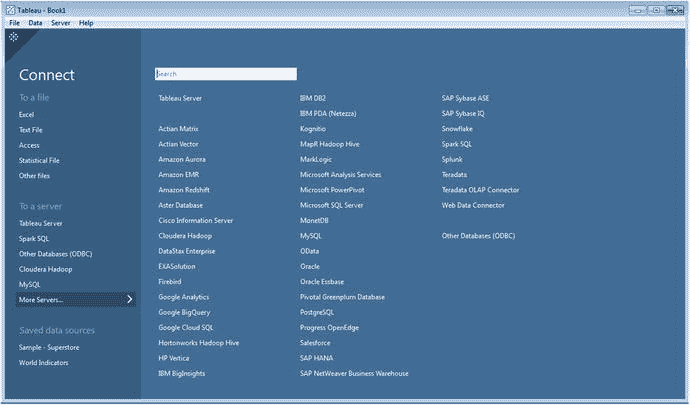 Tableau - Book1
File Data Server Help
Connect
To a file
Excel
Text File
Access
Statistical File
Other files
To a server
Tableau Server
Spark SQL
Other Databases (ODBC)
Cloudera Hadoop
MySQL
More Servers...
Saved data sources
Sample - Superstore
World Indicators
Search
Tableau Server
Actian Matrix
Actian Vector
Amazon Aurora
Amazon EMR
Amazon Redshift
Aster Database
Cisco Information Server
Cloudera Hadoop
DataStax Enterprise
EXASolution
Firebird
Google Analytics
Google BigQuery
Google Cloud SQL
Hortonworks Hadoop Hive
HP Vertica
IBM BigInsights
IBM DB2
IBM PDA (Netezza)
Kognitio
MapR Hadoop Hive
MarkLogic
Microsoft Analysis Services
Microsoft PowerPivot
Microsoft SQL Server
MonetDB
MySQL
OData
Oracle
Oracle Essbase
Pivotal Greenplum Database
PostgreSQL
Progress OpenEdge
Salesforce
SAP HANA
SAP NetWeaver Business Warehouse
SAP Sybase ASE
SAP Sybase IQ
Snowflake
Spark SQL
Splunk
Teradata
Teradata OLAP Connector
Web Data Connector
Other Databases (ODBC)